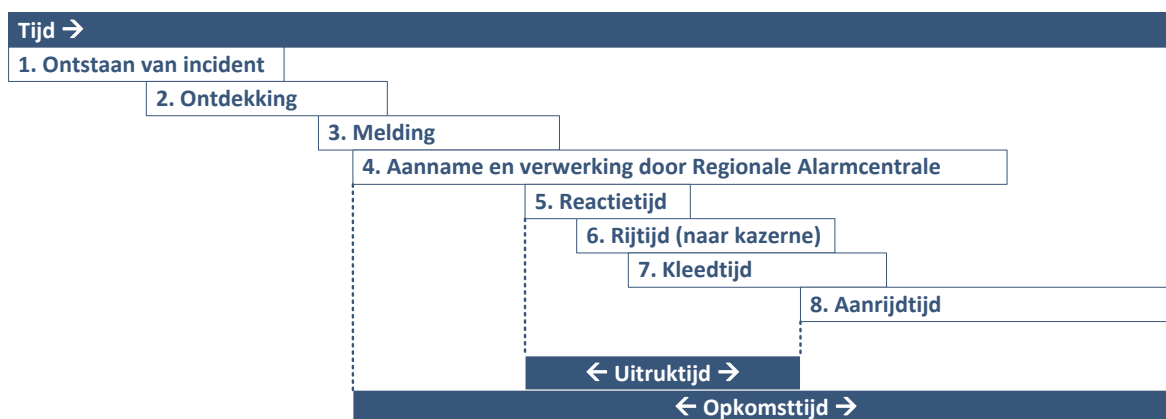 Tijd →
1. Ontstaan van incident
2. Ontdekking
3. Melding
4. Aanname en verwerking door Regionale Alarmcentrale
5. Reactietijd
6. Rijtijd (naar kazerne)
7. Kleedtijd
8. Aanrijdtijd
← Uitruktijd →
← Opkomsttijd →